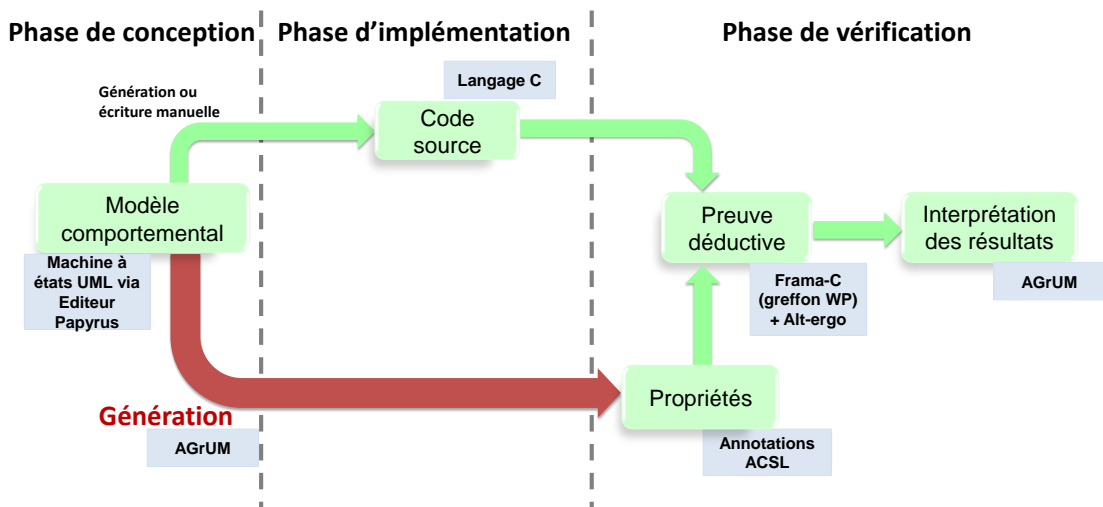 Phase de conception
Phase d'implémentation
Phase de vérification
Langage C
Génération ou
écriture manuelle
Code
source
Modèle
comportemental
Machine à
états UML via
Editeur
Papyrus
Preuve
déductive
Frama-C
(greffon WP)
+ Alt-ergo
Interprétation
des résultats
AGrUM
Génération
AGrUM
Propriétés
Annotations
ACSL